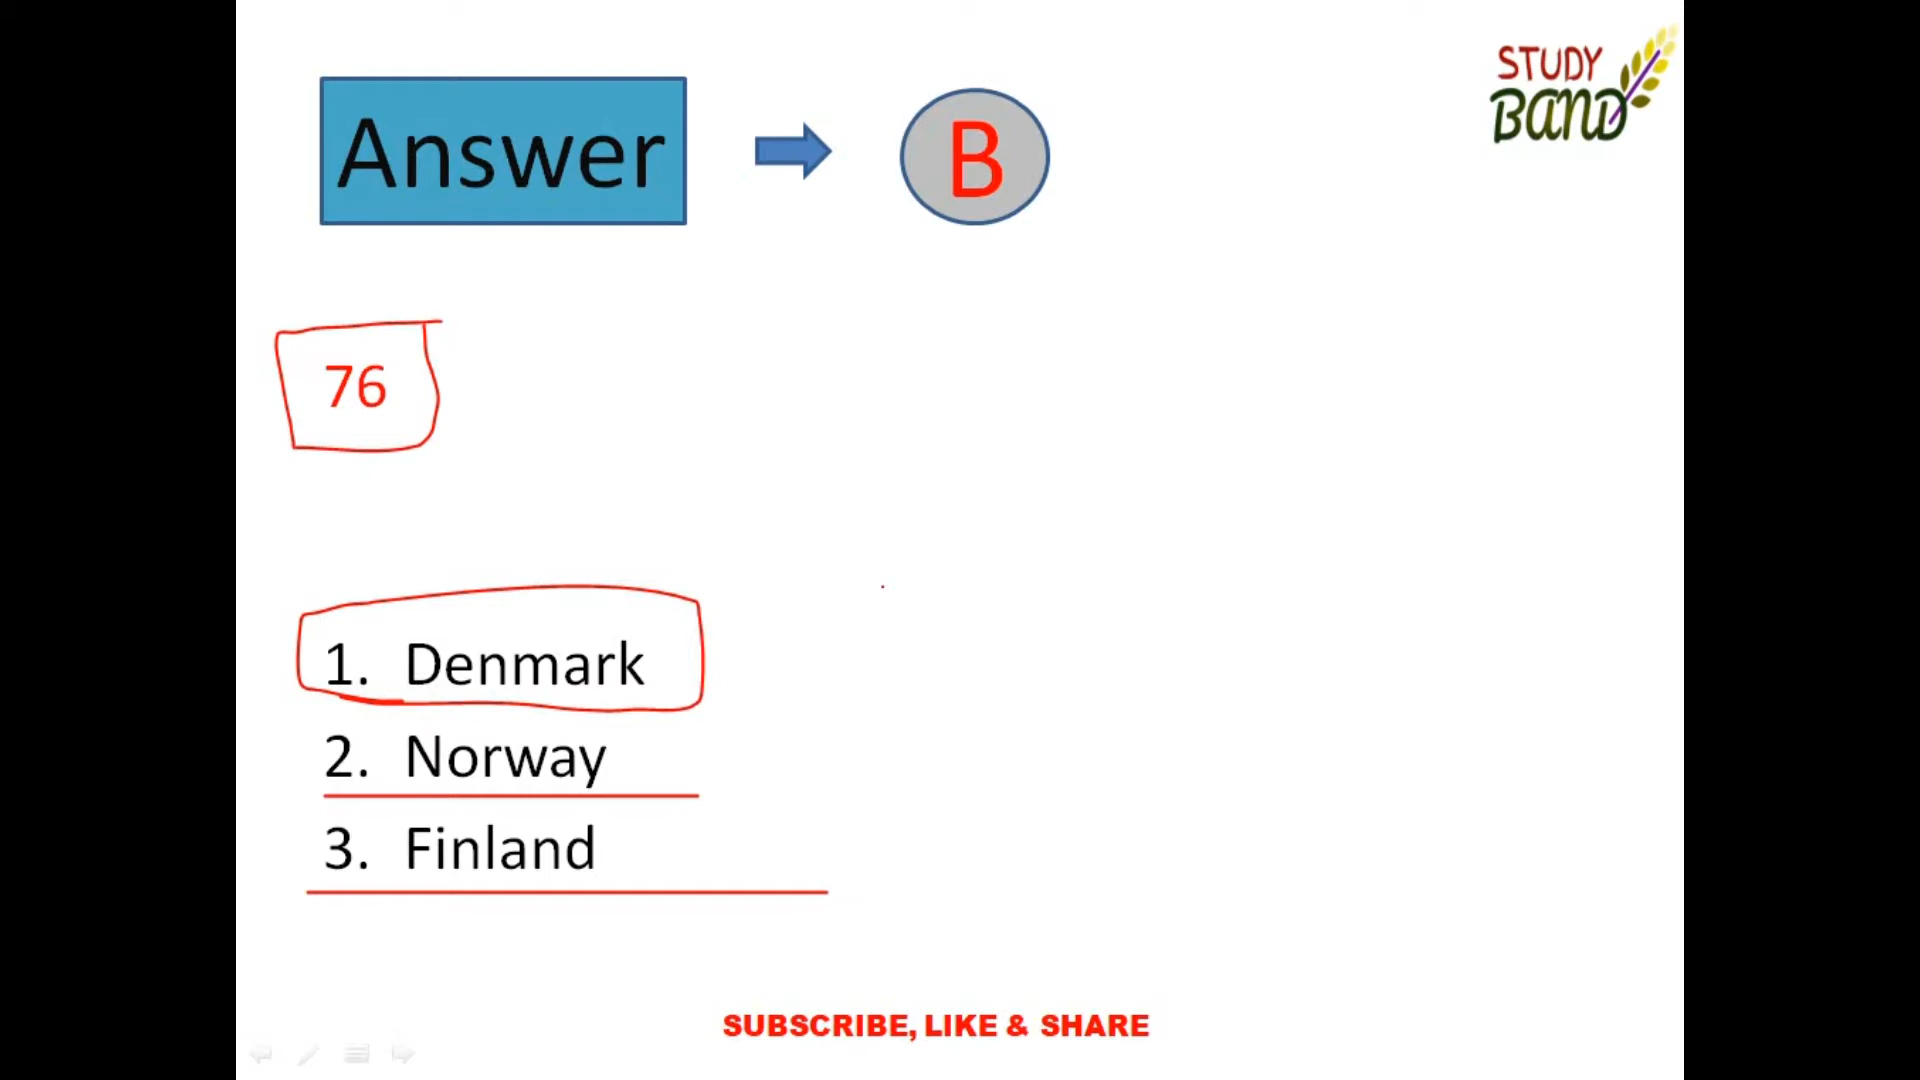 Answer
B
STUDY
BAND
76
1. Denmark
2. Norway
3. Finland
SUBSCRIBE, LIKE & SHARE